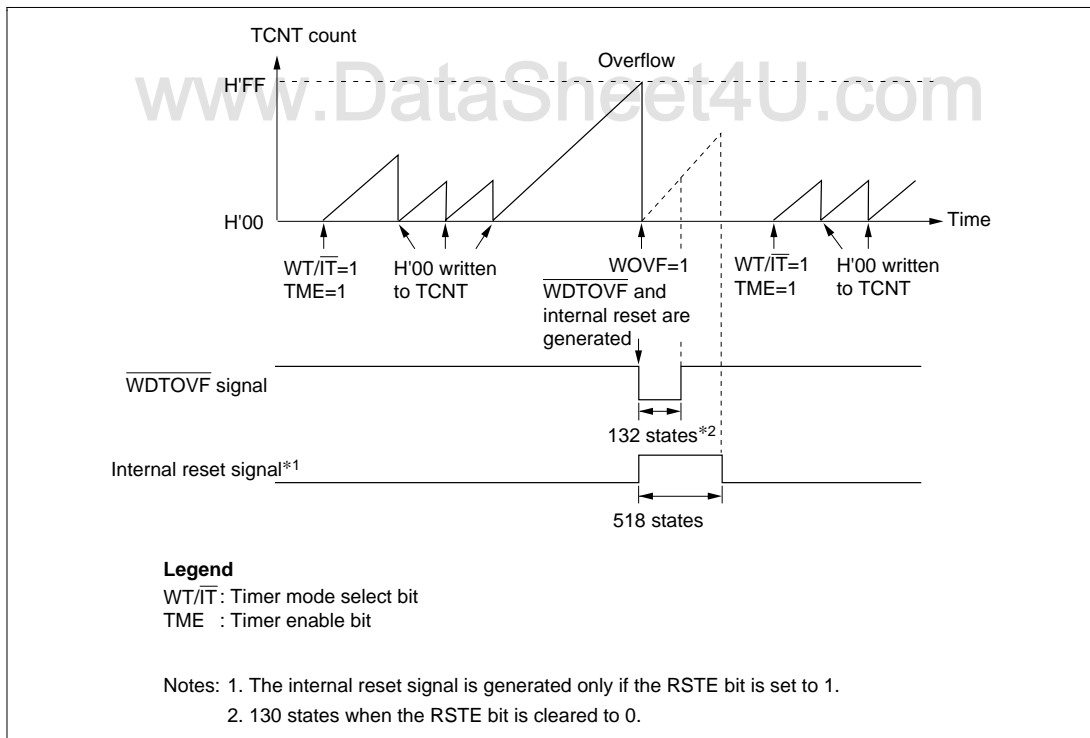 TCNT count
www.DataSheet4U.com
Overflow
H'FF
H'00
Time
WT/IT=1
TME=1
H'00 written
to TCNT
WOVF=1
WDTOVF and
internal reset are
generated
WT/IT=1
TME=1
H'00 written
to TCNT
WDTOVF signal
132 states*2
Internal reset signal*1
518 states
Legend
WT/IT : Timer mode select bit
TME : Timer enable bit
Notes: 1. The internal reset signal is generated only if the RSTE bit is set to 1.
2. 130 states when the RSTE bit is cleared to 0.